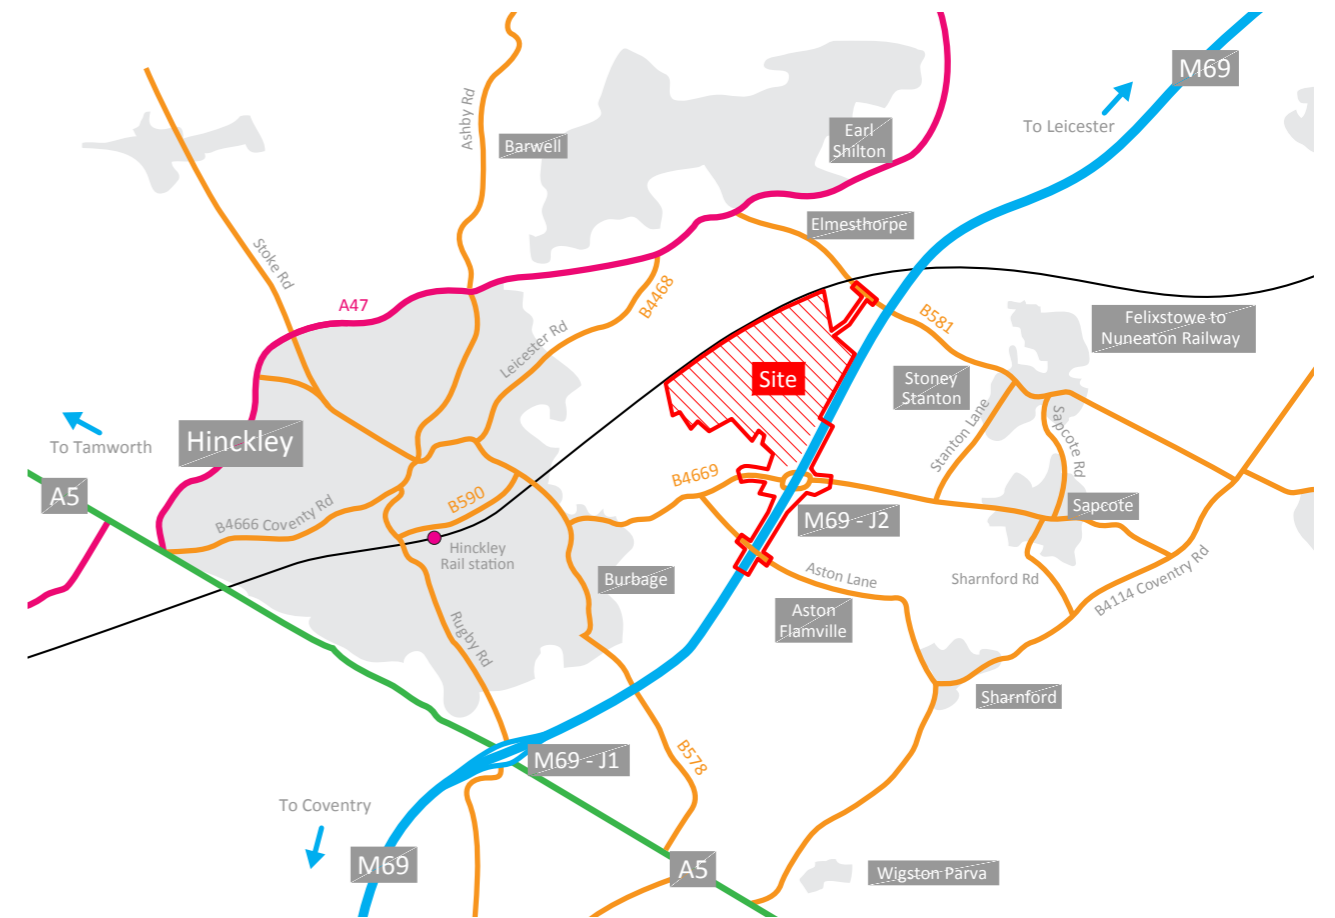 M69
To Leicester
Ashby Rd
Barwell
Earl
Shilton
Elmesthorpe
Stoke Rd
A47
B4468
Leicester Rd
B581
Felixstowe to
Nuneaton Railway
Site
Stoney
Stanton
To Tamworth
Hinckley
Stanton Lane
Sapcote Rd
A5
B4669
B590
B4666 Coventy Rd
Sapcote
M69 - J2
Hinckley
Rail station
Burbage
Aston Lane
Sharnford Rd
B4114 Coventry Rd
Aston
Flamville
Rugby Rd
Sharnford
M69 - J1
B578
To Coventry
M69
A5
Wigston Parva